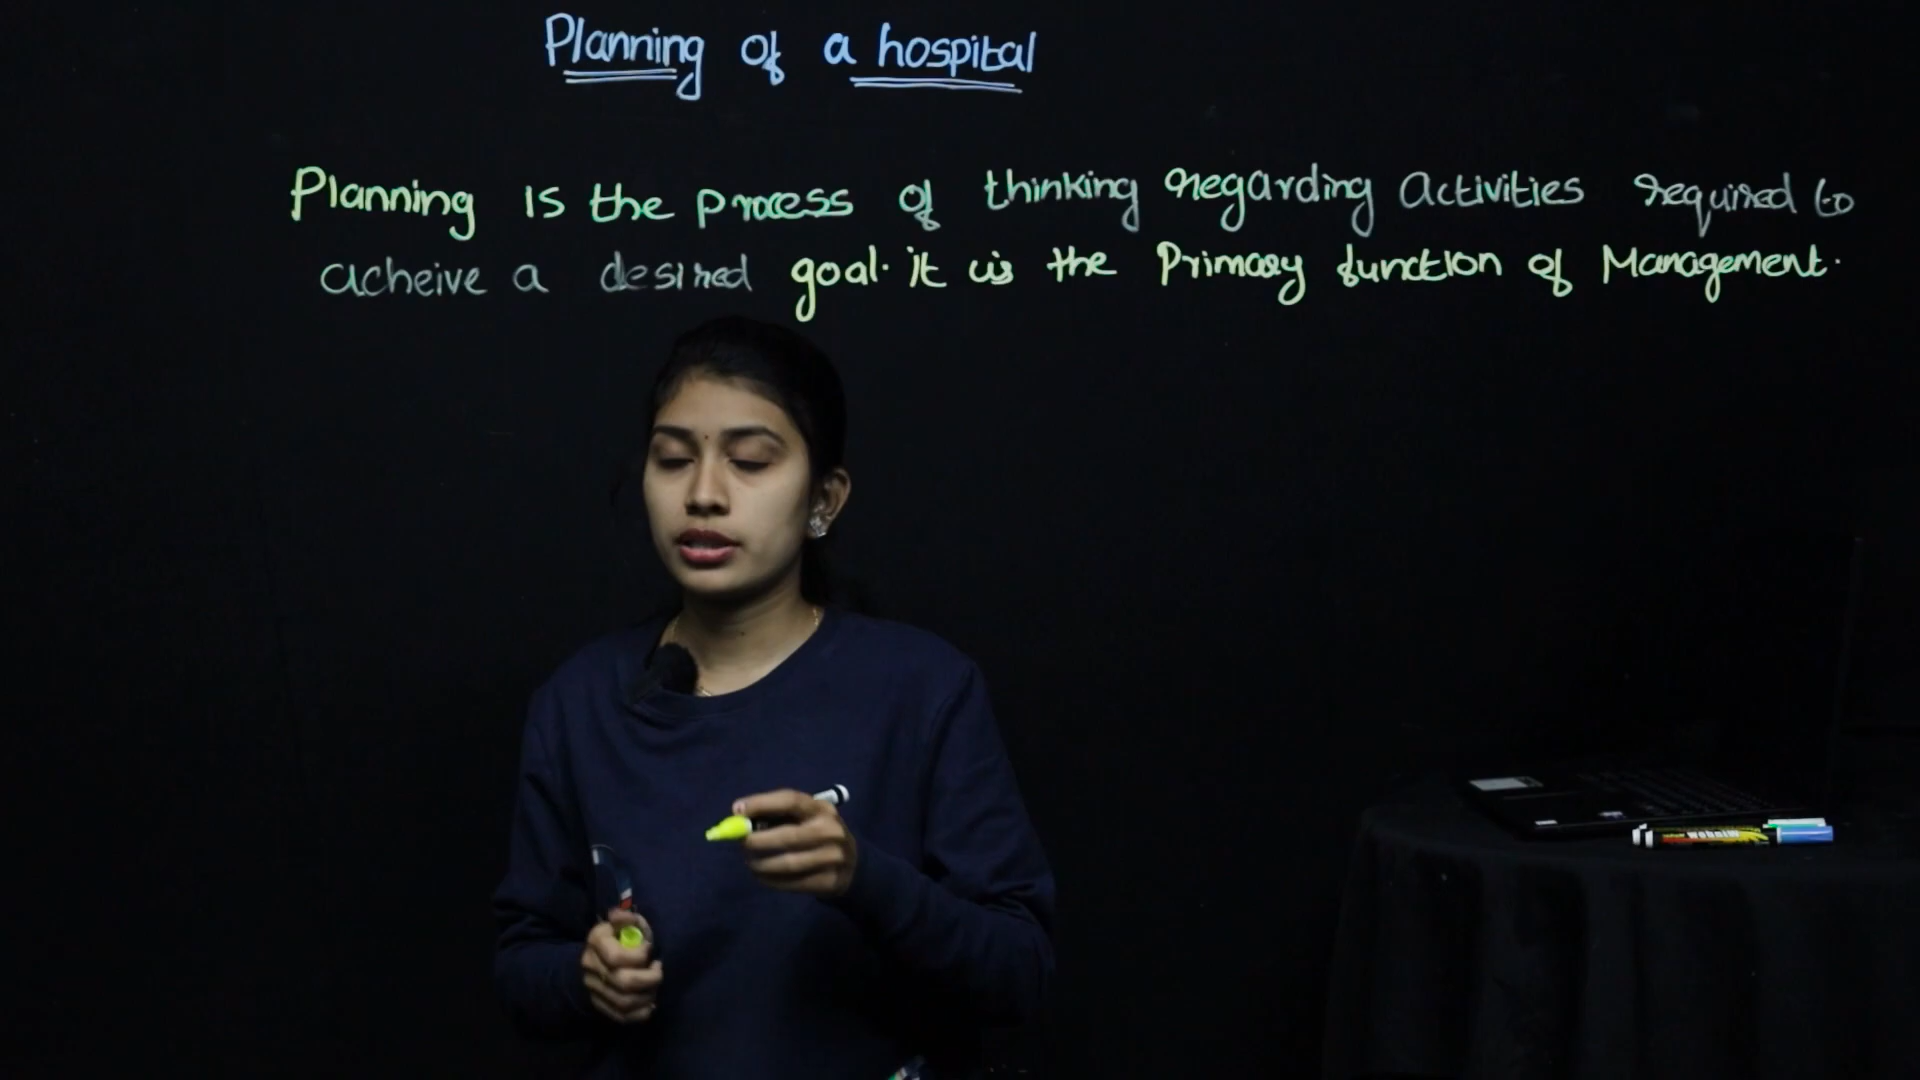 Planning of a hospital
Planning is the process of thinking regarding activities required to
acheive a desired goal. it is the Primary function of Management.